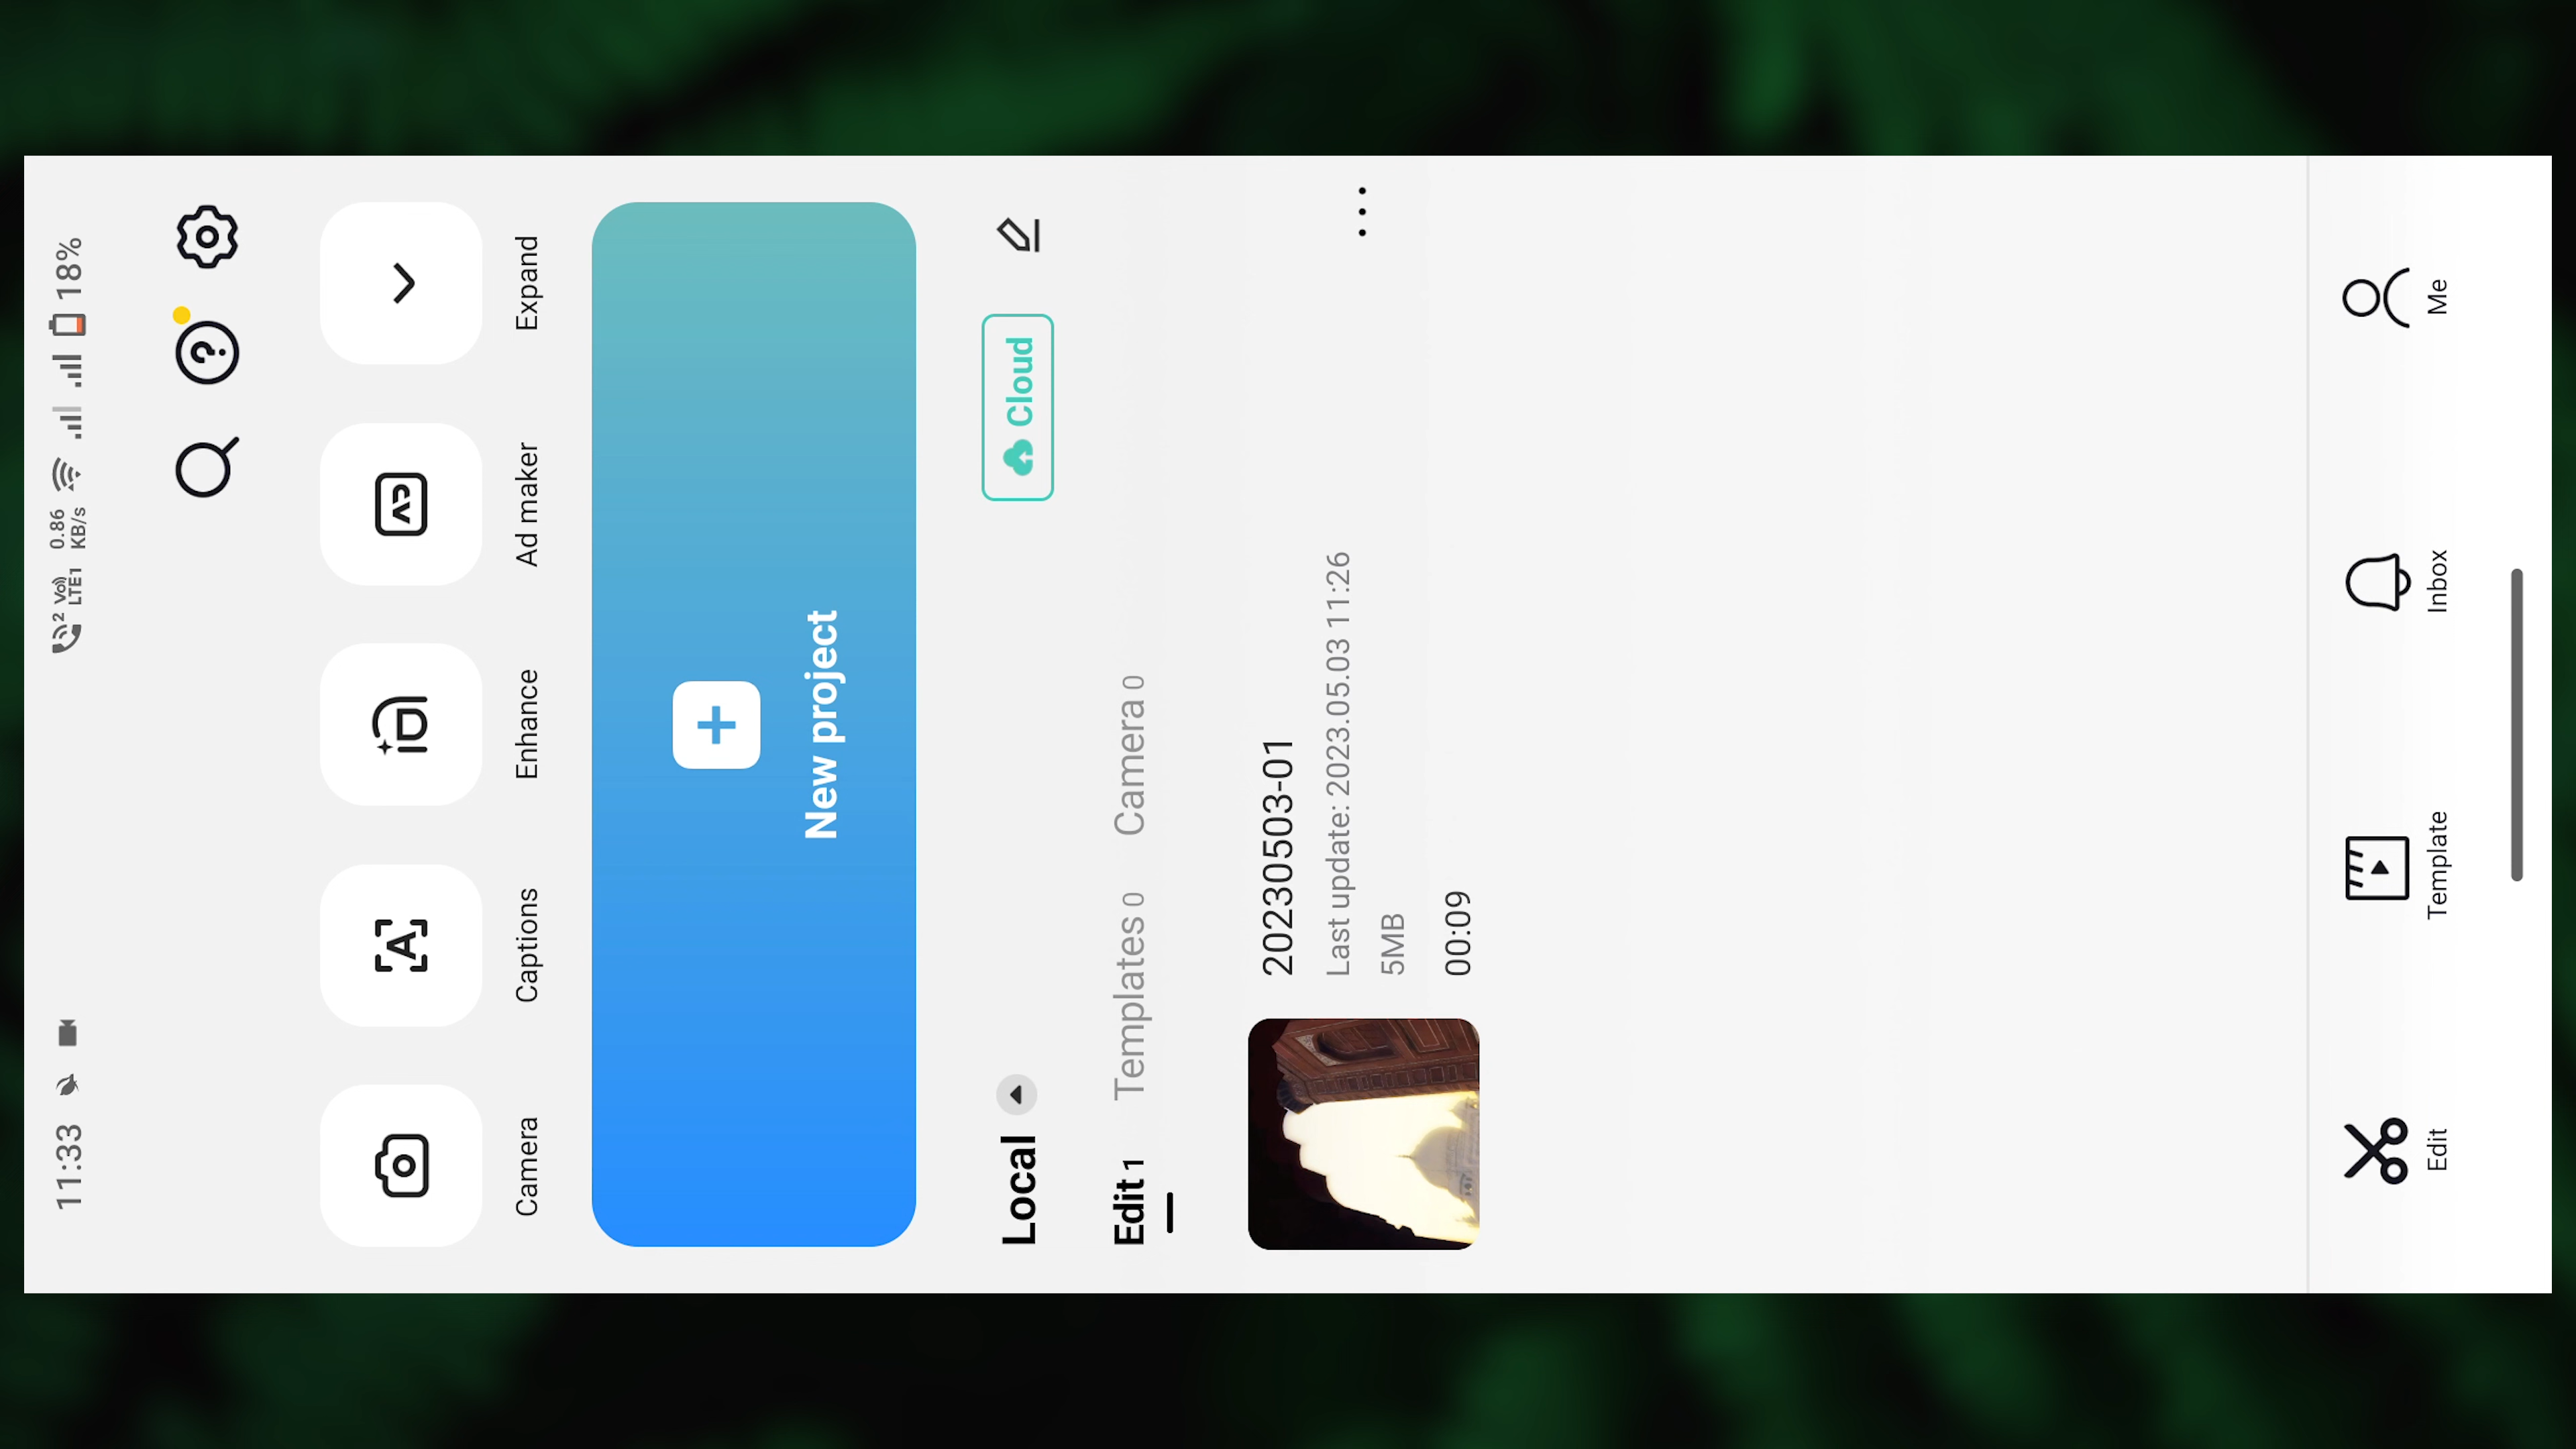 11:33
2 Vo)) LTE1 0.86 KB/s 18%
Camera Captions Enhance Ad maker Expand
New project
Local Cloud
Edit 1 Templates 0 Camera 0
20230503-01
Last update: 2023.05.03 11:26
5MB
00:09
Edit Template Inbox Me